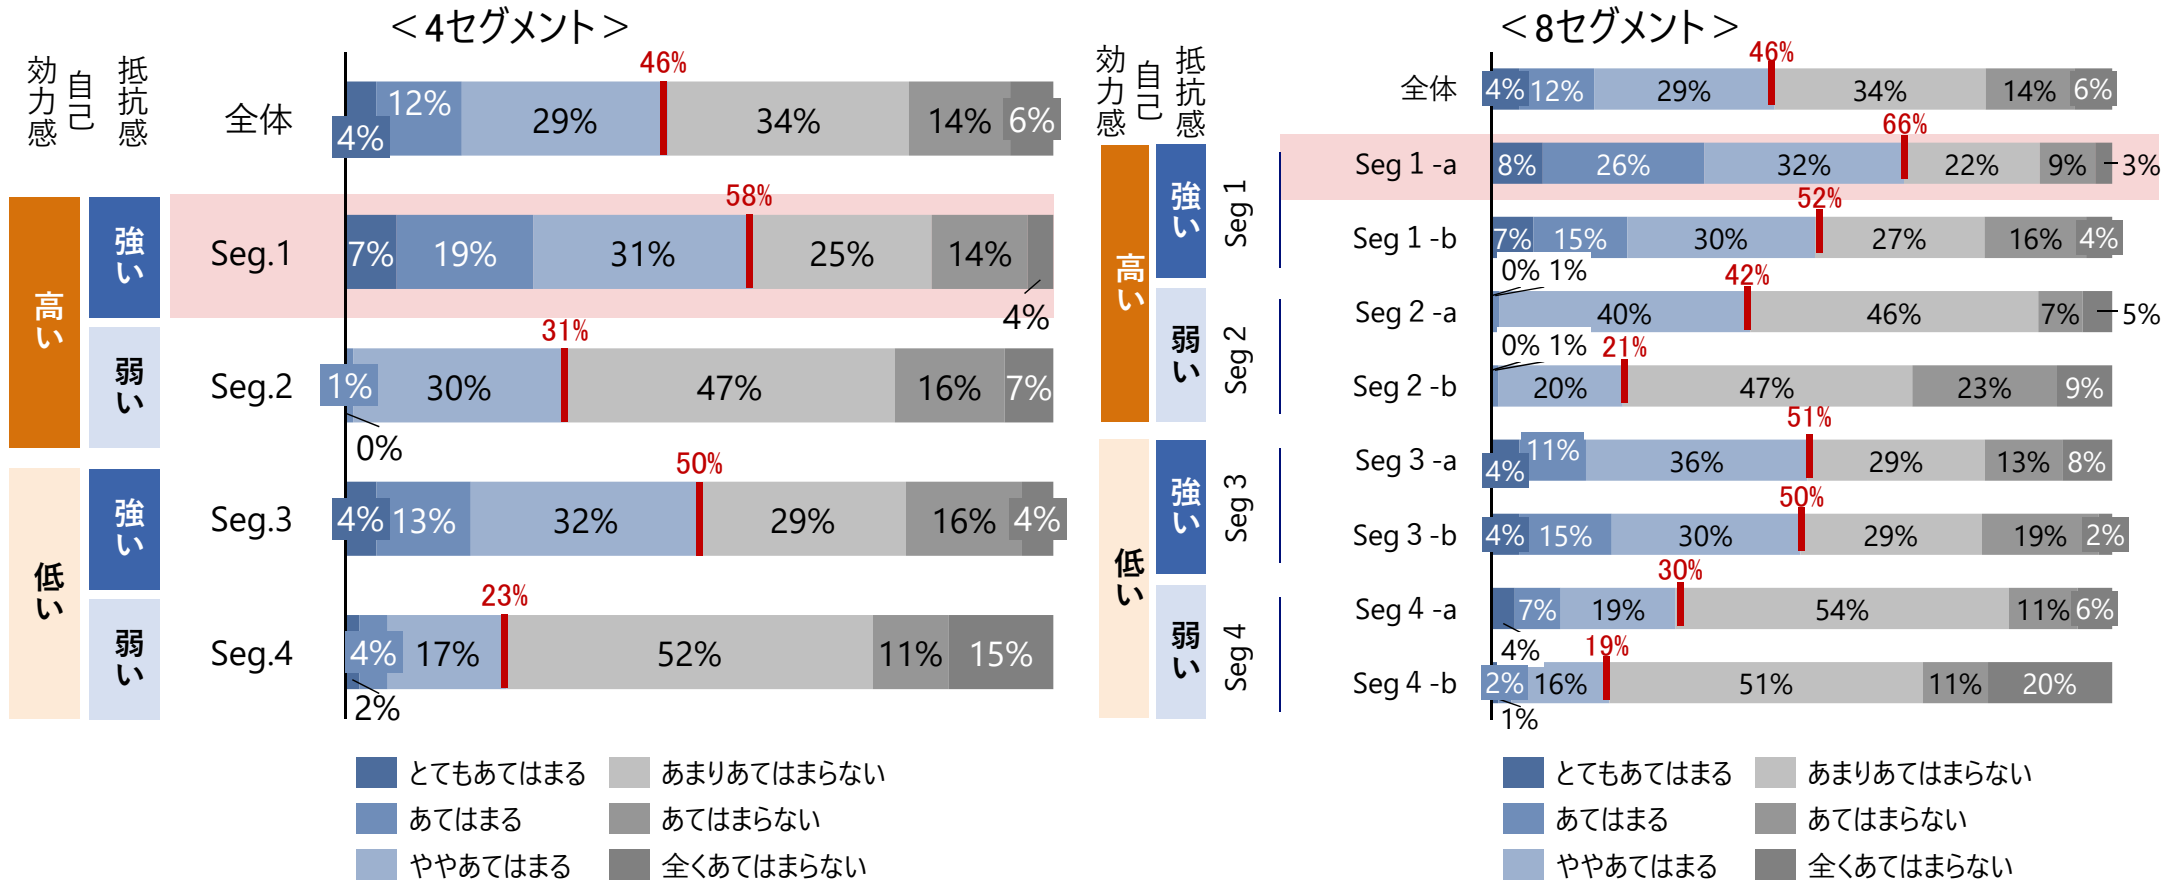 ＜4セグメント＞
自己効力感
抵抗感
46%
全体
4%
12%
29%
34%
14%
6%
高い
強い
58%
Seg.1
7%
19%
31%
25%
14%
4%
弱い
31%
Seg.2
1%
30%
47%
16%
7%
0%
低い
強い
50%
Seg.3
4%
13%
32%
29%
16%
4%
弱い
23%
Seg.4
4%
17%
52%
11%
15%
2%
とてもあてはまる
あてはまる
ややあてはまる
あまりあてはまらない
あてはまらない
全くあてはまらない
＜8セグメント＞
自己効力感
抵抗感
46%
全体
4%
12%
29%
34%
14%
6%
高い
強い
Seg 1
66%
Seg 1 -a
8%
26%
32%
22%
9%
3%
52%
Seg 1 -b
7%
15%
30%
27%
16%
4%
弱い
Seg 2
0% 1%
42%
Seg 2 -a
40%
46%
7%
5%
0% 1%
21%
Seg 2 -b
20%
47%
23%
9%
低い
強い
Seg 3
51%
Seg 3 -a
4%
11%
36%
29%
13%
8%
50%
Seg 3 -b
4%
15%
30%
29%
19%
2%
弱い
Seg 4
30%
Seg 4 -a
7%
19%
54%
11%
6%
4%
19%
Seg 4 -b
2%
16%
51%
11%
20%
1%
とてもあてはまる
あてはまる
ややあてはまる
あまりあてはまらない
あてはまらない
全くあてはまらない